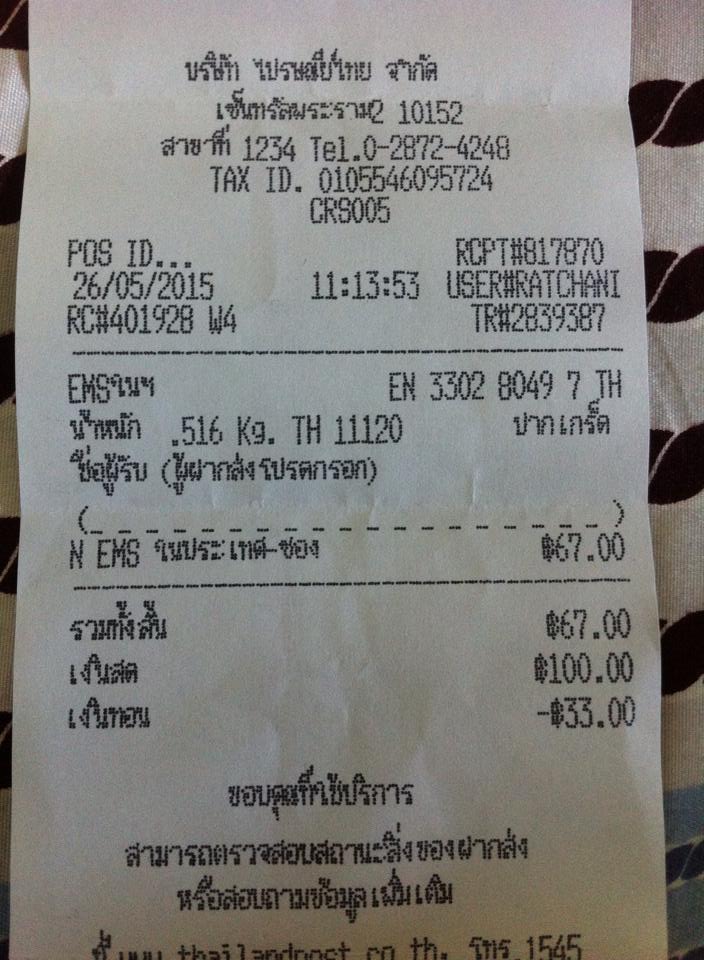 บริษัท ไปรษณีย์ไทย จำกัด
เซ็นทรัลพระราม2 10152
สาขาที่ 1234 Tel.0-2872-4248
TAX ID. 0105546095724
CRS005
POS ID... RCPT#817870
26/05/2015 11:13:53 USER#RATCHANI
RC#401928 W4 TR#2839387
EMSในฯ EN 3302 8049 7 TH
น้ำหนัก .516 Kg. TH 11120 ปากเกร็ด
ชื่อผู้รับ (ผู้ฝากส่งโปรดกรอก)
(_ _ _ _ _ _ _ _ _ _ _ _ _ _ _ _ _ _ _)
N EMS ในประเทศ-ซอง ฿67.00
รวมทั้งสิ้น ฿67.00
เงินสด ฿100.00
เงินทอน -฿33.00
ขอบคุณที่ใช้บริการ
สามารถตรวจสอบสถานะสิ่งของฝากส่ง
หรือสอบถามข้อมูลเพิ่มเติม
thailandpost.co.th. โทร.1545